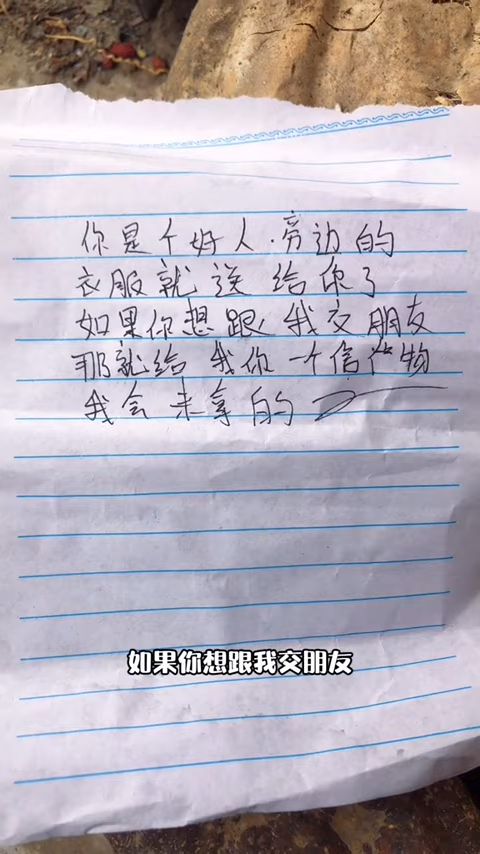 你是个好人.旁边的
衣服就送给你了
如果你想跟我交朋友
那就给我你一个信物
我会来拿的
如果你想跟我交朋友